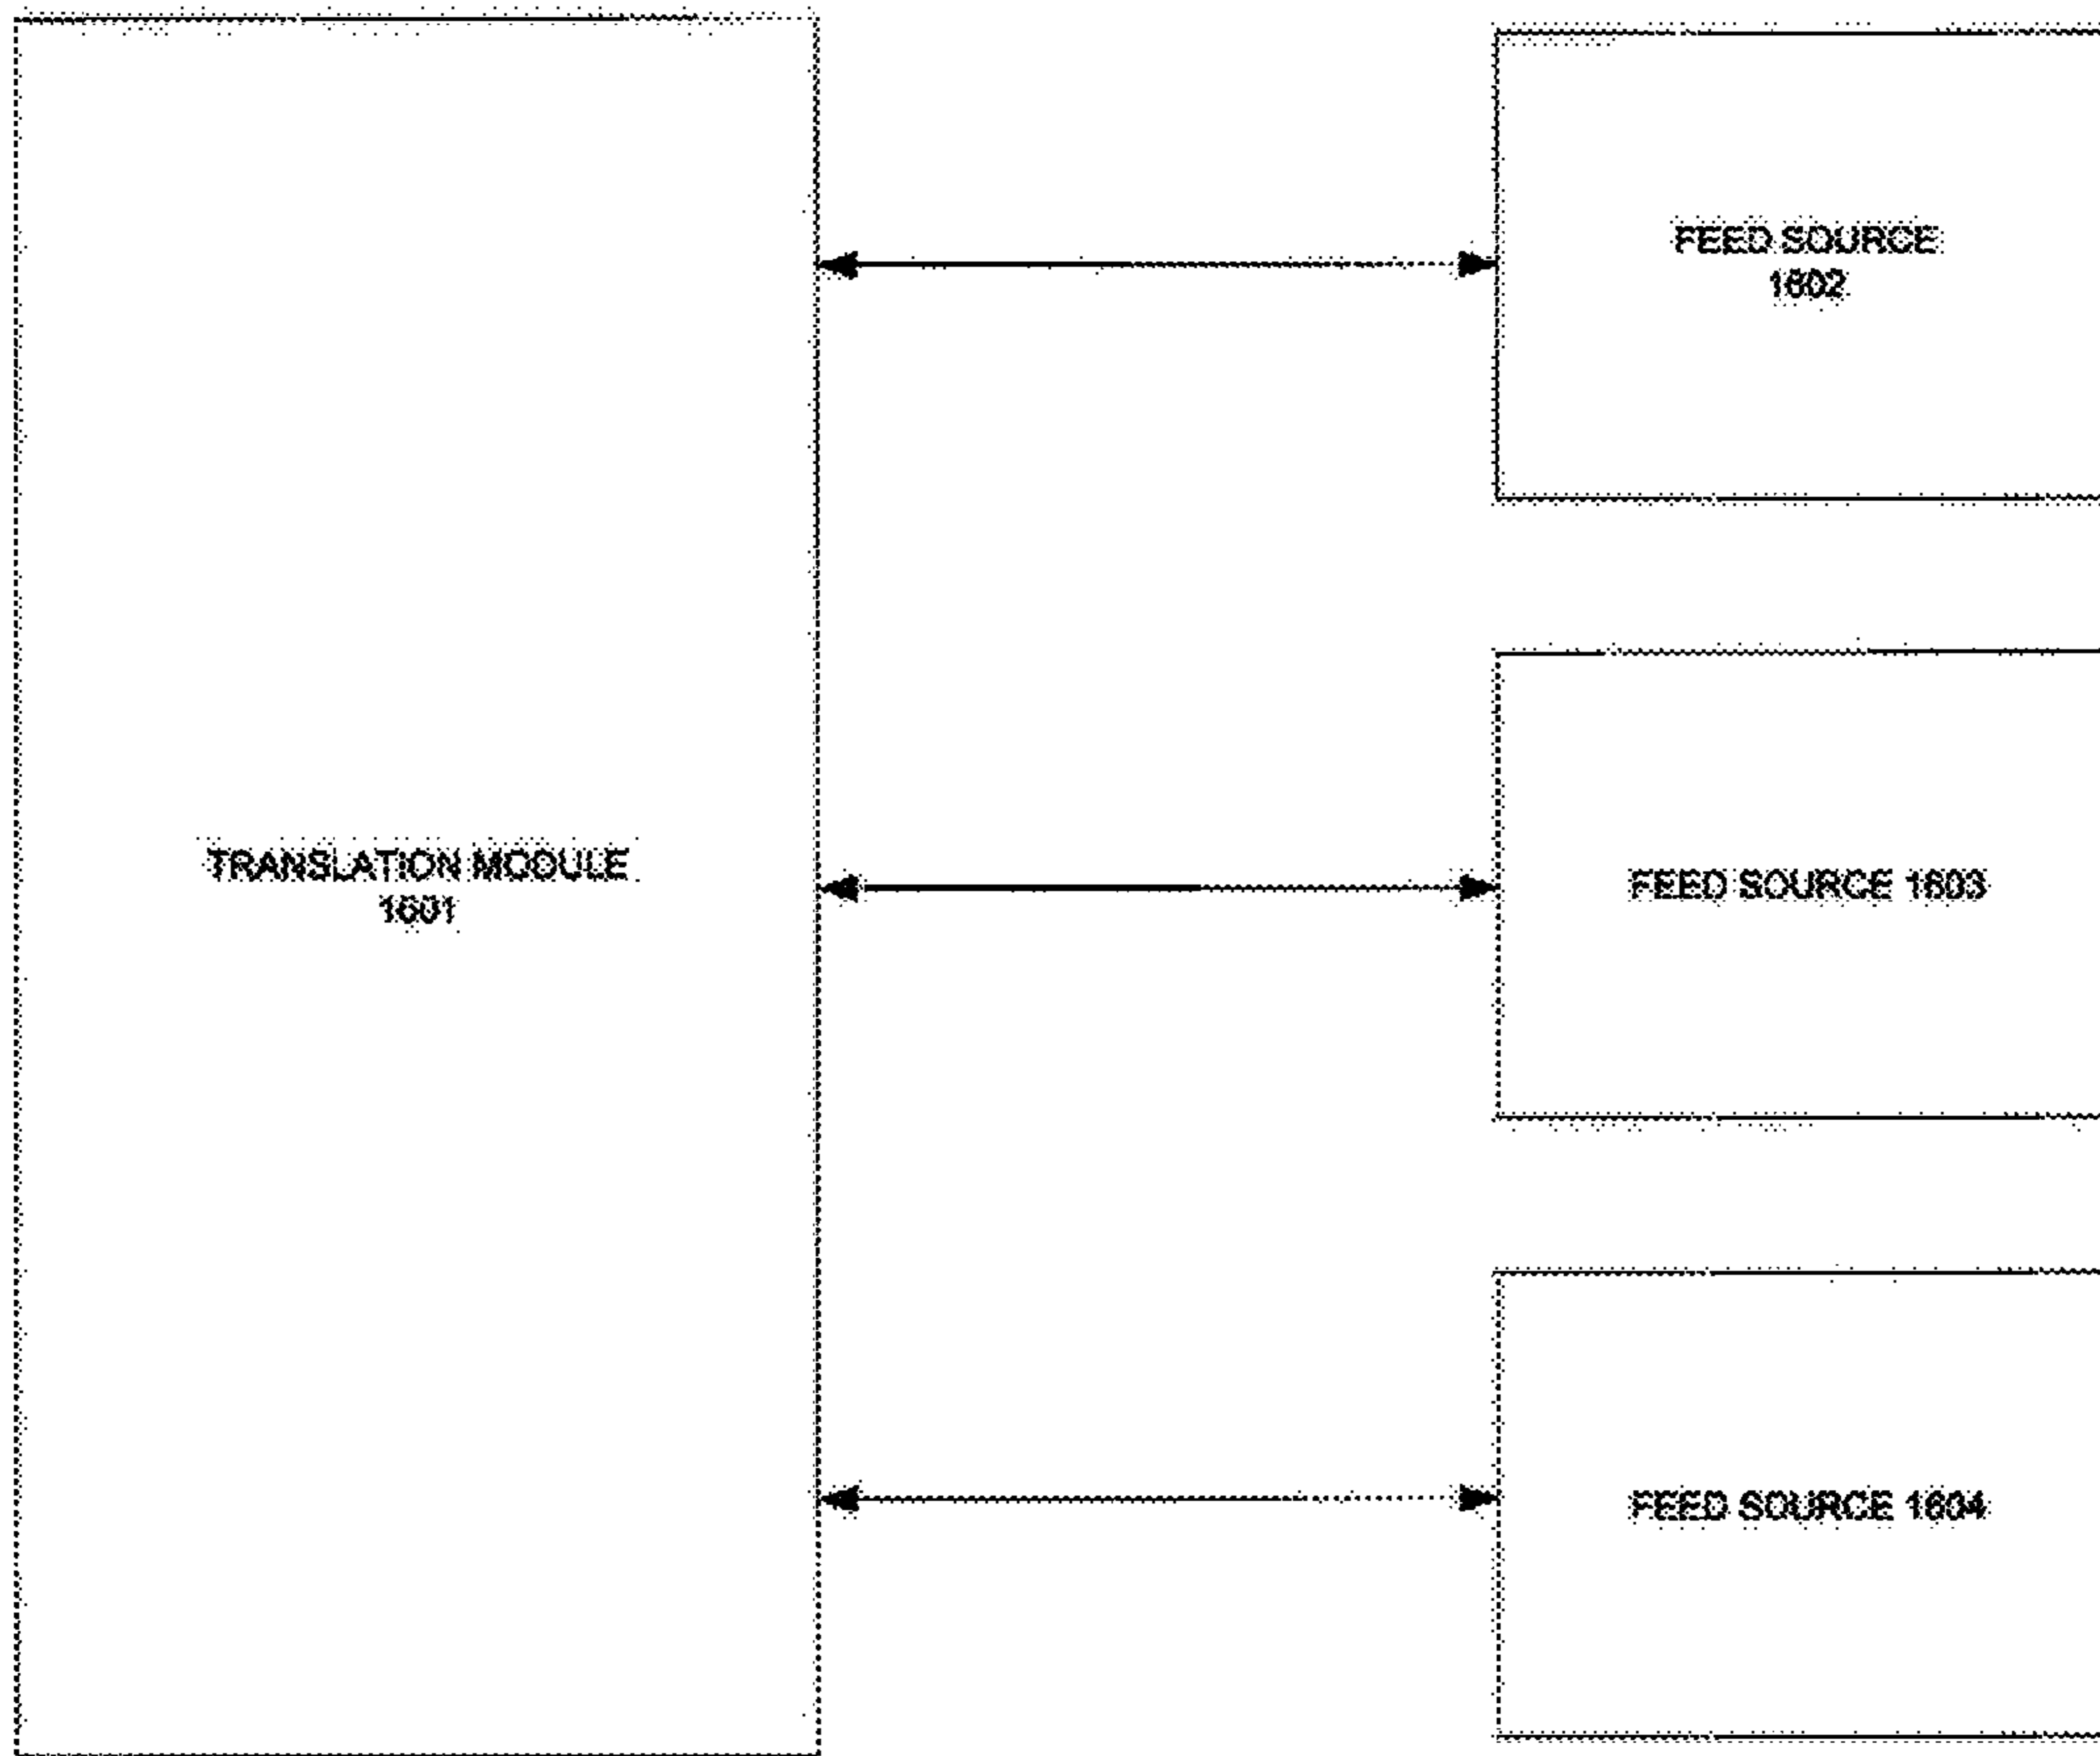 FEED SOURCE
1602
TRANSLATION MODULE
1601
FEED SOURCE 1603
FEED SOURCE 1604